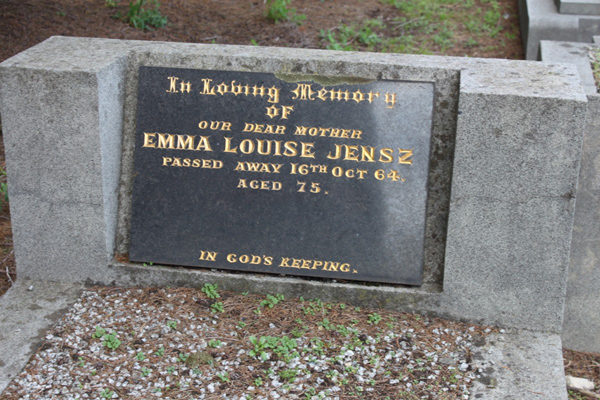 In Loving Memory
OF
OUR DEAR MOTHER
EMMA LOUISE JENSZ
PASSED AWAY 16TH OCT 64.
AGED 75.
IN GOD'S KEEPING.